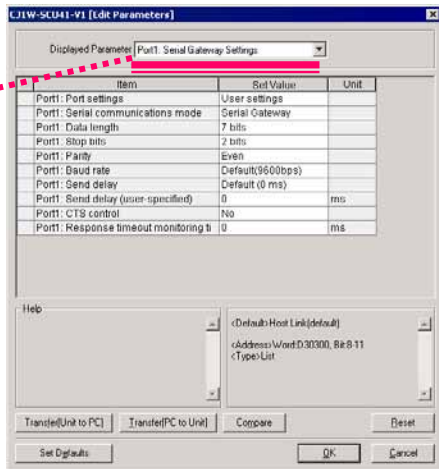 CJ1W-SCU41-V1 [Edit Parameters]
Displayed Parameter Port1: Serial Gateway Settings
Item Set Value Unit
Port1: Port settings User settings
Port1: Serial communications mode Serial Gateway
Port1: Data length 7 bits
Port1: Stop bits 2 bits
Port1: Parity Even
Port1: Baud rate Default(9600bps)
Port1: Send delay Default (0 ms)
Port1: Send delay (user-specified) 0 ms
Port1: CTS control No
Port1: Response timeout monitoring ti 0 ms
Help
<Default>Host Link(default)
<Address>Word:D30300, Bit:8-11
<Type>List
Transfer[Unit to PC] Transfer[PC to Unit] Compare Reset
Set Defaults OK Cancel